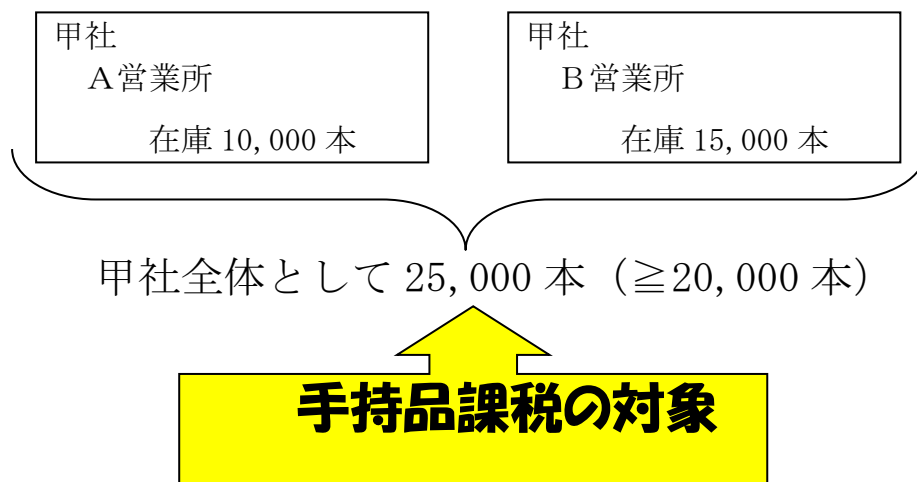 甲社
A営業所
在庫 10,000 本
甲社
B営業所
在庫 15,000 本
甲社全体として 25,000 本（≧20,000 本）
手持品課税の対象